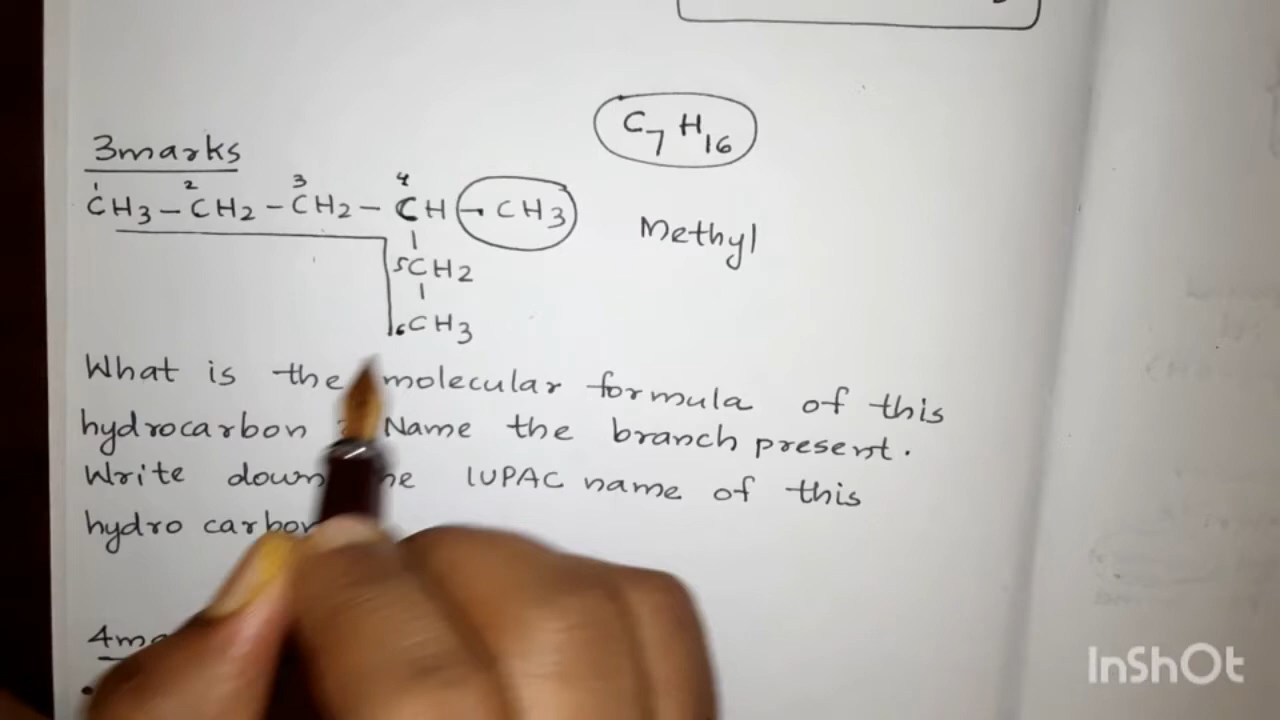 C7H16
3marks
1 2 3 4
CH3 – CH2 – CH2 – CH – CH3
Methyl
5CH2
6CH3
What is the molecular formula of this
hydrocarbon Name the branch present.
Write down IUPAC name of this
hydro carbon
InShOt